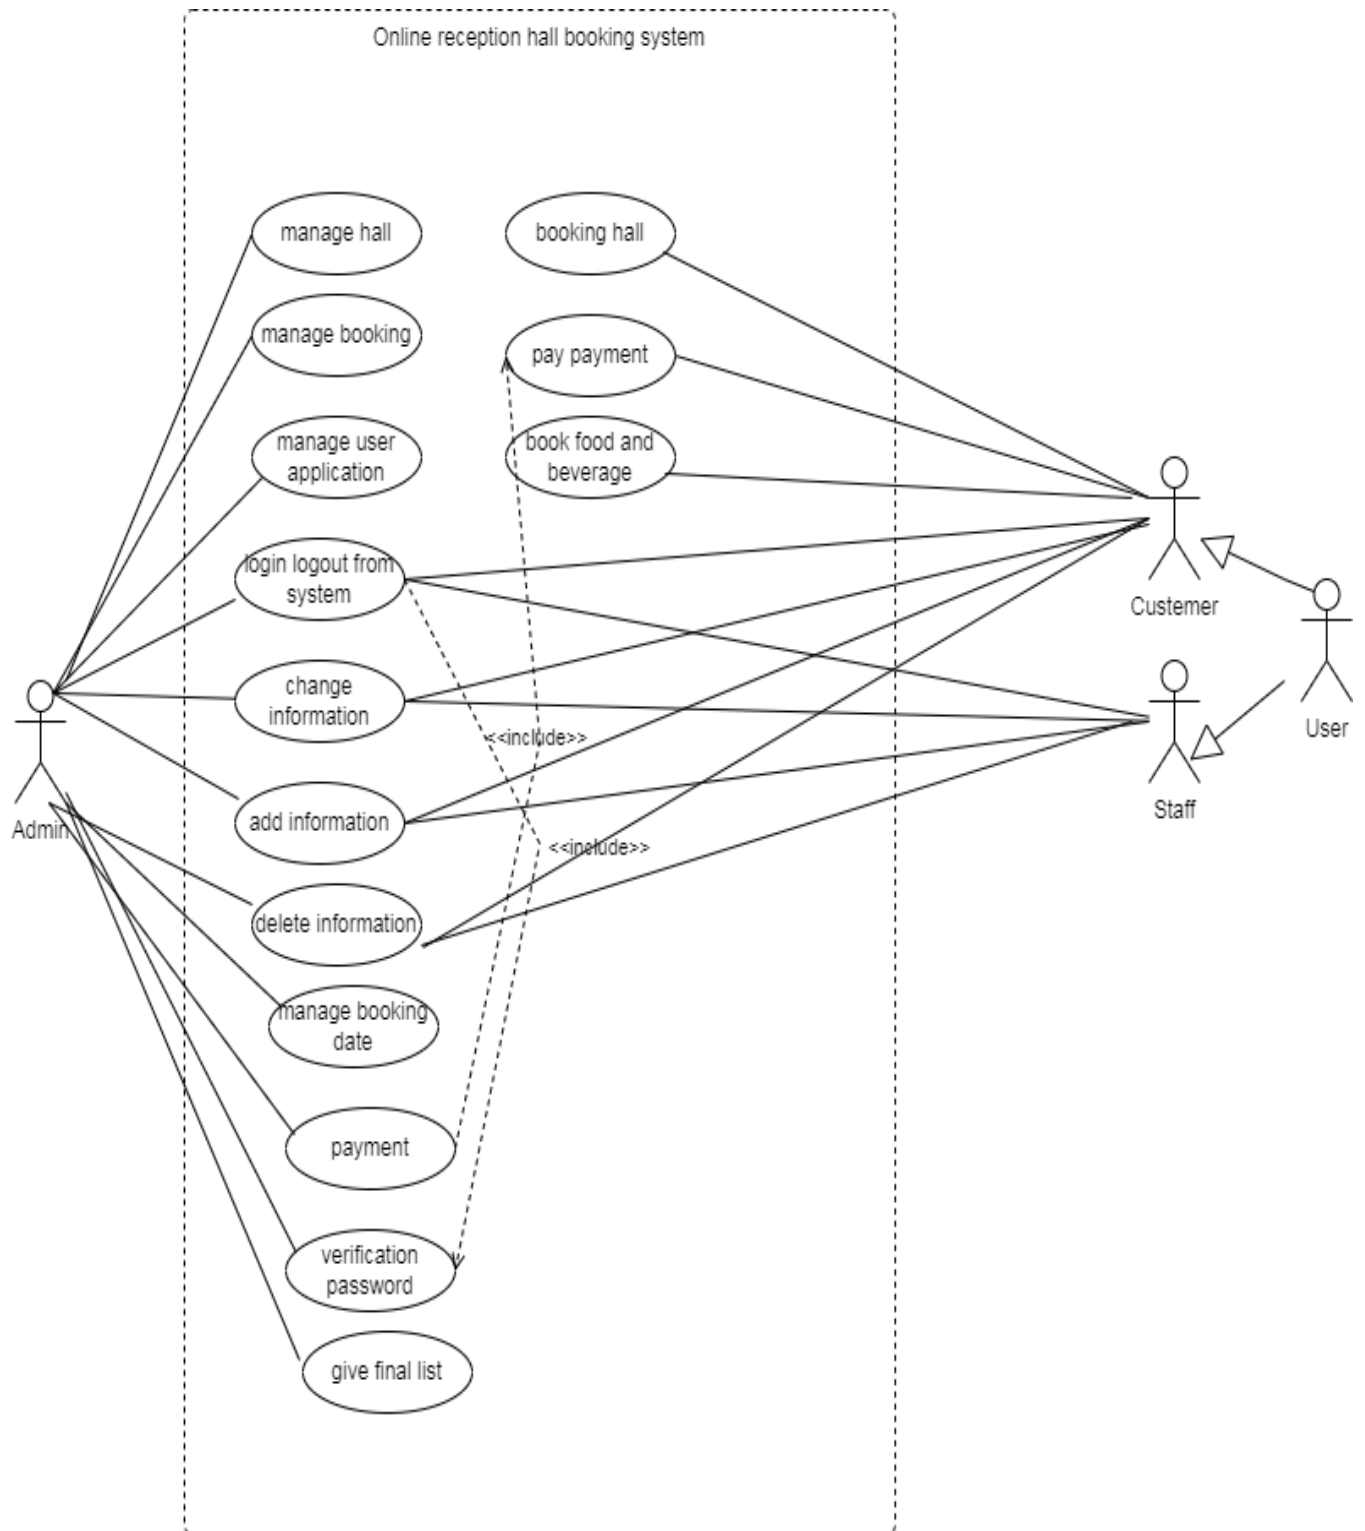 Online reception hall booking system
manage hall
booking hall
manage booking
pay payment
manage user
application
book food and
beverage
login logout from
system
Custemer
change
information
<<include>>
User
Staff
Admin
add information
<<include>>
delete information
manage booking
date
payment
verification
password
give final list